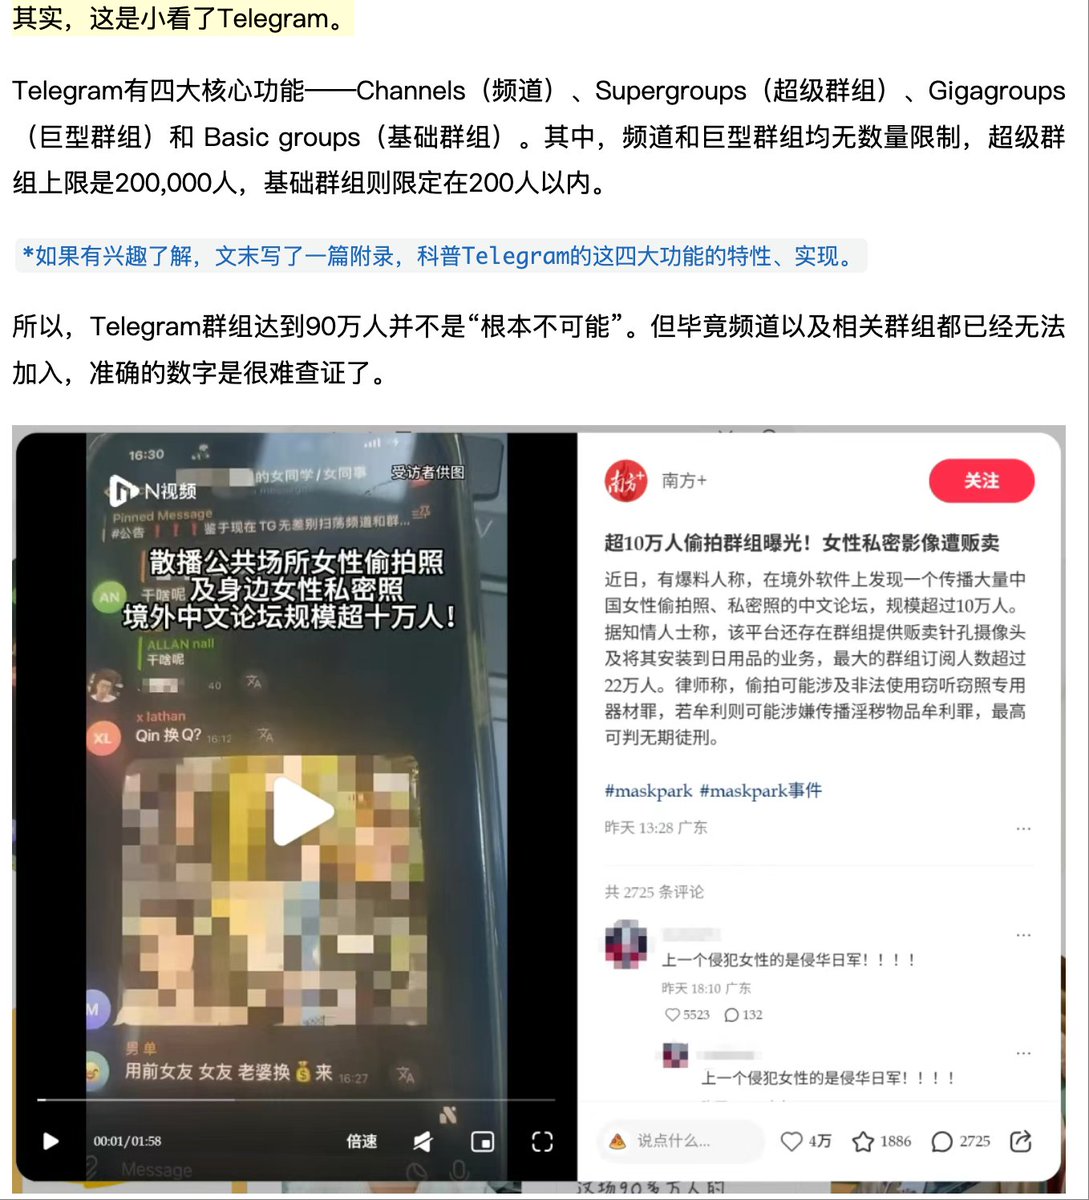 其实，这是小看了Telegram。
Telegram有四大核心功能——Channels（频道）、Supergroups（超级群组）、Gigagroups
（巨型群组）和 Basic groups（基础群组）。其中，频道和巨型群组均无数量限制，超级群
组上限是200,000人，基础群组则限定在200人以内。
*如果有兴趣了解，文末写了一篇附录，科普Telegram的这四大功能的特性、实现。
所以，Telegram群组达到90万人并不是“根本不可能”。但毕竟频道以及相关群组都已经无法
加入，准确的数字是很难查证了。
16:30
的女同学/女同事
受访者供图
N视频
Pinned Message
#公告❗❗❗鉴于现在TG无差别扫荡频道和群...
散播公共场所女性偷拍照
AN
干啥呢
及身边女性私密照
境外中文论坛规模超十万人！
ALLAN nall
干啥呢
40
x lathan
XL
Qin 换Q? 16:12
M
男 单
用前女友 女友 老婆换💰来 16:27
00:01/01:58
倍速
Message
南方+
南方+
关注
超10万人偷拍群组曝光！女性私密影像遭贩卖
近日，有爆料人称，在境外软件上发现一个传播大量中
国女性偷拍照、私密照的中文论坛，规模超过10万人。
据知情人士称，该平台还存在群组提供贩卖针孔摄像头
及将其安装到日用品的业务，最大的群组订阅人数超过
22万人。律师称，偷拍可能涉及非法使用窃听窃照专用
器材罪，若牟利则可能涉嫌传播淫秽物品牟利罪，最高
可判无期徒刑。
#maskpark #maskpark事件
昨天 13:28 广东
共 2725 条评论
上一个侵犯女性的是侵华日军！！！！
昨天 18:10 广东
5523 132
上一个侵犯女性的是侵华日军！！！！
说点什么...
4万 1886 2725
这场90多万人的